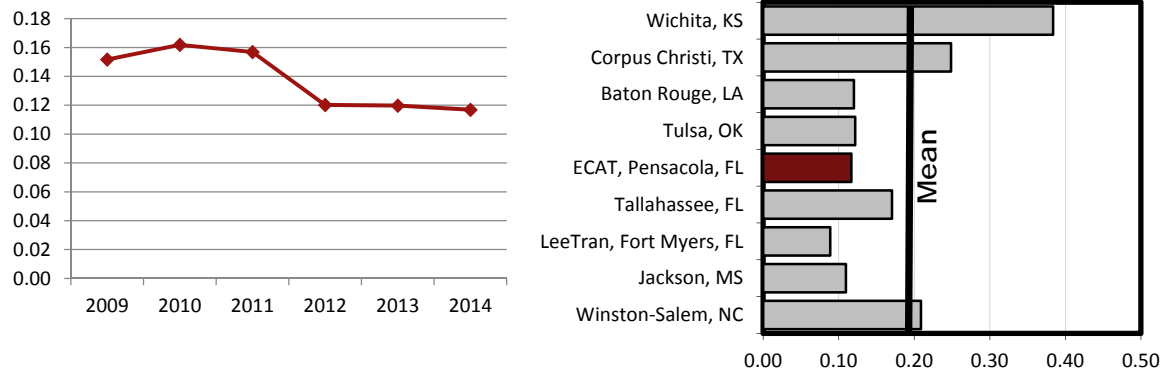 0.18
0.16
0.14
0.12
0.10
0.08
0.06
0.04
0.02
0.00
2009 2010 2011 2012 2013 2014
Wichita, KS
Corpus Christi, TX
Baton Rouge, LA
Tulsa, OK
ECAT, Pensacola, FL
Tallahassee, FL
LeeTran, Fort Myers, FL
Jackson, MS
Winston-Salem, NC
Mean
0.00 0.10 0.20 0.30 0.40 0.50